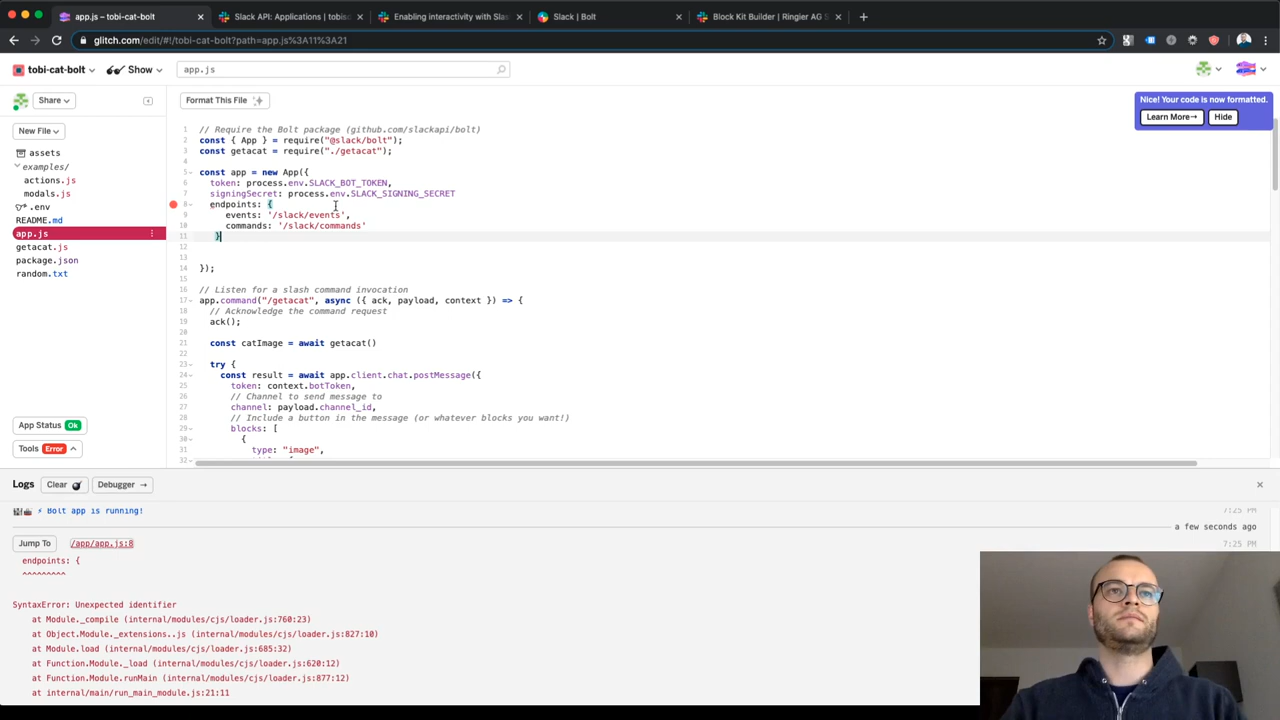 app.js — tobi-cat-bolt
Slack API: Applications | tobisc
Enabling interactivity with Slac
Slack | Bolt
Block Kit Builder | Ringier AG S
glitch.com/edit/#!/tobi-cat-bolt?path=app.js%3A11%3A21
tobi-cat-bolt
Show
app.js
Share
Format This File
Nice! Your code is now formatted.
Learn More→
Hide
New File
assets
examples/
actions.js
modals.js
.env
README.md
app.js
getacat.js
package.json
random.txt
App Status Ok
Tools Error
1 // Require the Bolt package (github.com/slackapi/bolt)
2 const { App } = require("@slack/bolt");
3 const getacat = require("./getacat");
4
5 const app = new App({
6 token: process.env.SLACK_BOT_TOKEN,
7 signingSecret: process.env.SLACK_SIGNING_SECRET
8 endpoints: {
9 events: '/slack/events',
10 commands: '/slack/commands'
11 }
12
13
14 });
15
16 // Listen for a slash command invocation
17 app.command("/getacat", async ({ ack, payload, context }) => {
18 // Acknowledge the command request
19 ack();
20
21 const catImage = await getacat()
22
23 try {
24 const result = await app.client.chat.postMessage({
25 token: context.botToken,
26 // Channel to send message to
27 channel: payload.channel_id,
28 // Include a button in the message (or whatever blocks you want!)
29 blocks: [
30 {
31 type: "image",
32
Logs
Clear
Debugger →
⚡ Bolt app is running!
7:25 PM
a few seconds ago
Jump To
/app/app.js:8
7:25 PM
endpoints: {
^^^^^^^^^
SyntaxError: Unexpected identifier
at Module._compile (internal/modules/cjs/loader.js:760:23)
at Object.Module._extensions..js (internal/modules/cjs/loader.js:827:10)
at Module.load (internal/modules/cjs/loader.js:685:32)
at Function.Module._load (internal/modules/cjs/loader.js:620:12)
at Function.Module.runMain (internal/modules/cjs/loader.js:877:12)
at internal/main/run_main_module.js:21:11